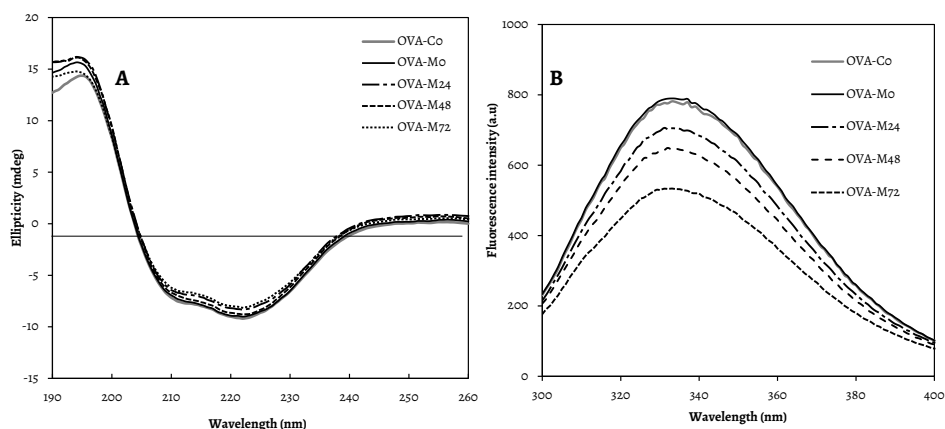 20
15
10
5
0
-5
-10
-15
Ellipticity (mdeg)
190 200 210 220 230 240 250 260
Wavelength (nm)
A
OVA-C0
OVA-M0
OVA-M24
OVA-M48
OVA-M72
1000
800
600
400
200
0
Fluorescence intensity (a.u)
300 320 340 360 380 400
Wavelength (nm)
B
OVA-C0
OVA-M0
OVA-M24
OVA-M48
OVA-M72